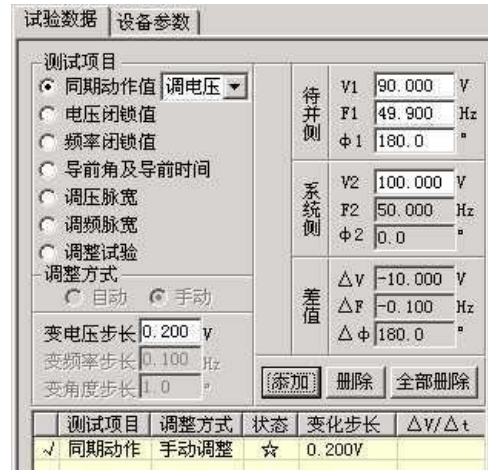 试验数据 设备参数
测试项目
同期动作值 调电压
电压闭锁值
频率闭锁值
导前角及导前时间
调压脉宽
调频脉宽
调整试验
调整方式
自动 手动
变电压步长 0.200 V
变频率步长 0.100 Hz
变角度步长 1.0 °
待并侧
V1 90.000 V
F1 49.900 Hz
φ1 180.0 °
系统侧
V2 100.000 V
F2 50.000 Hz
φ2 0.0 °
差值
△V -10.000 V
△F -0.100 Hz
△φ 180.0 °
添加 删除 全部删除
测试项目 调整方式 状态 变化步长 △V/△t
√ 同期动作 手动调整 ☆ 0.200V